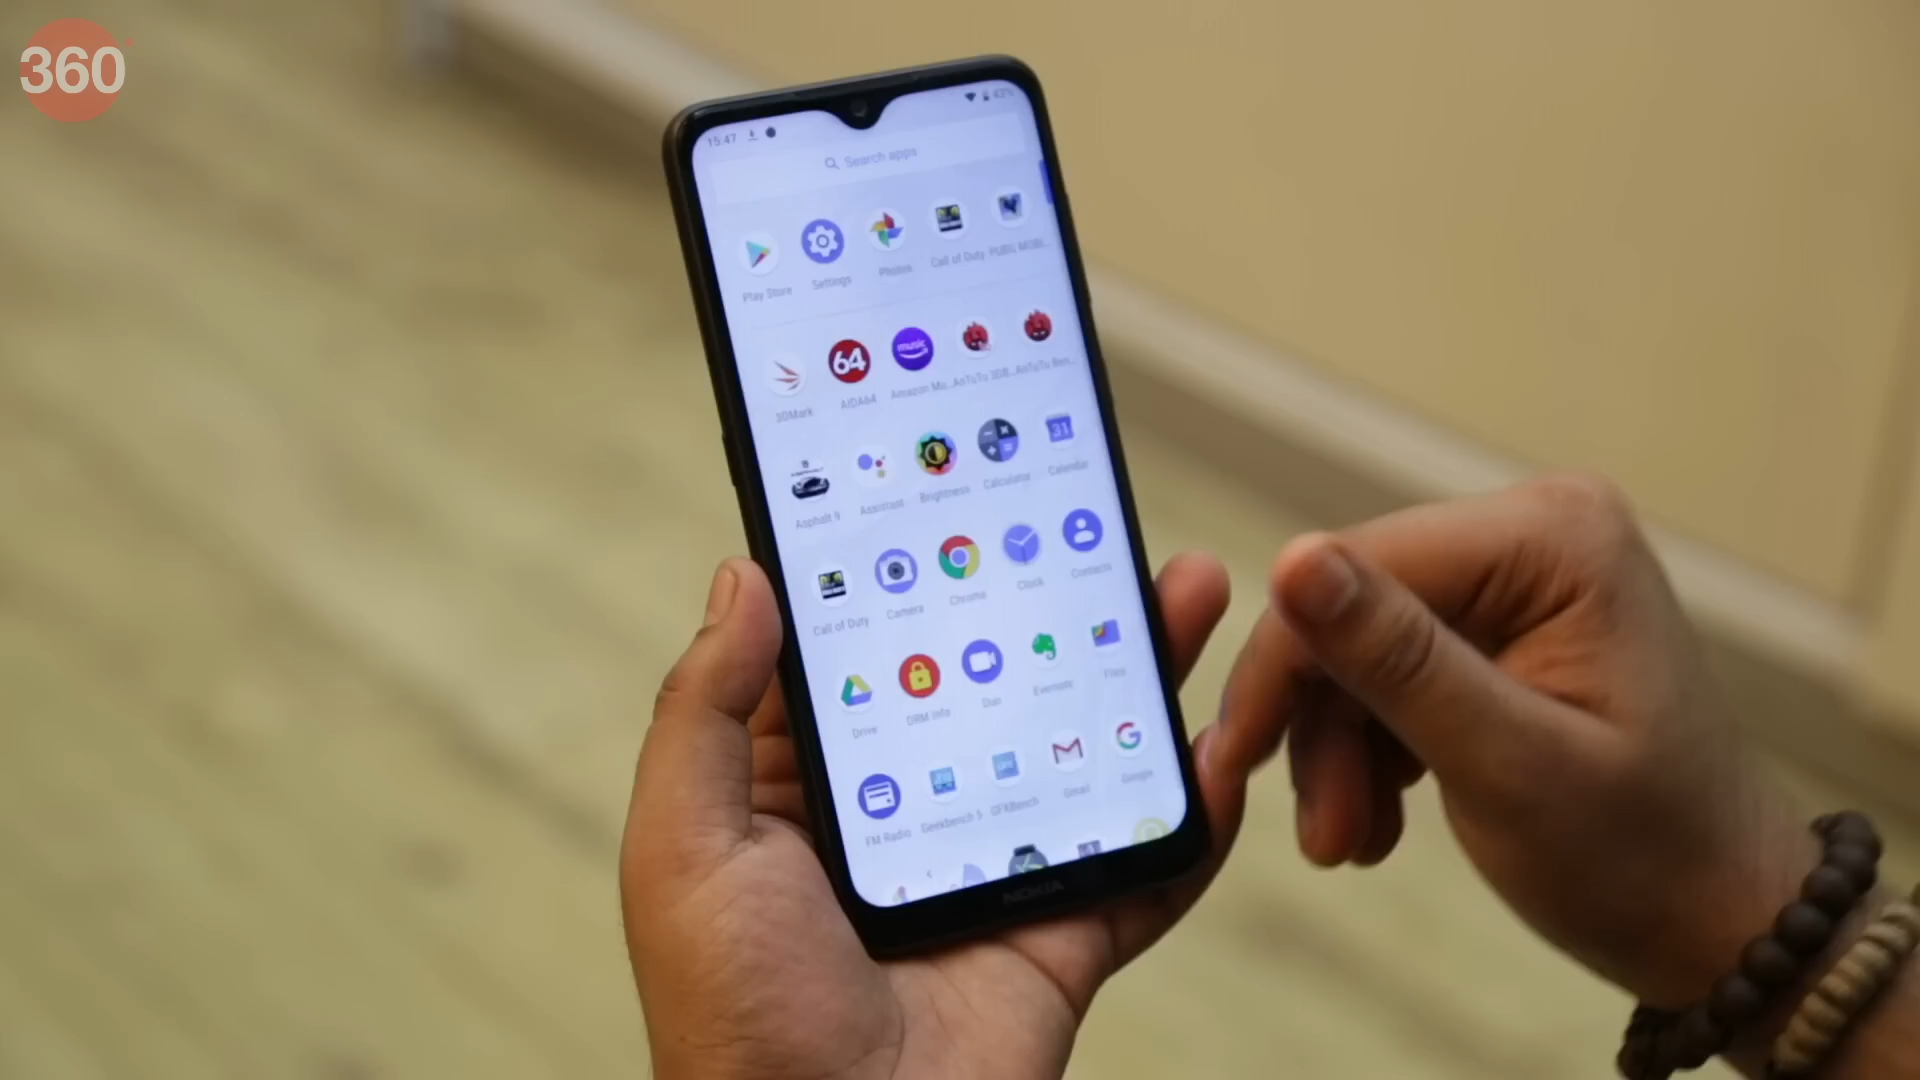 360
15:47 43%
Search apps
Play Store Settings Photos Call of Duty PUBG MOBI...
64 music
3DMark AIDA64 Amazon Mu... AnTuTu 3DB... AnTuTu Ben...
ASPHALT 31
Asphalt 9 Assistant Brightness Calculator Calendar
Call of Duty Camera Chrome Clock Contacts
Drive DRM Info Duo Evernote Files
FM Radio Geekbench 5 GFXBench Gmail Google
NOKIA